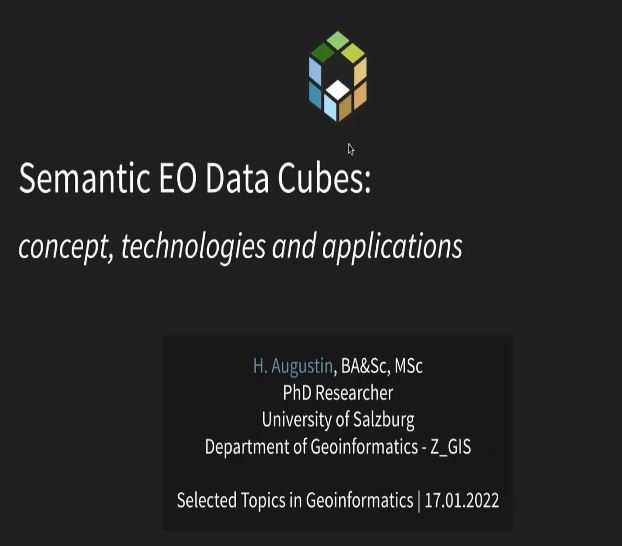 Semantic EO Data Cubes:
concept, technologies and applications
H. Augustin, BA&Sc, MSc
PhD Researcher
University of Salzburg
Department of Geoinformatics - Z_GIS
Selected Topics in Geoinformatics | 17.01.2022